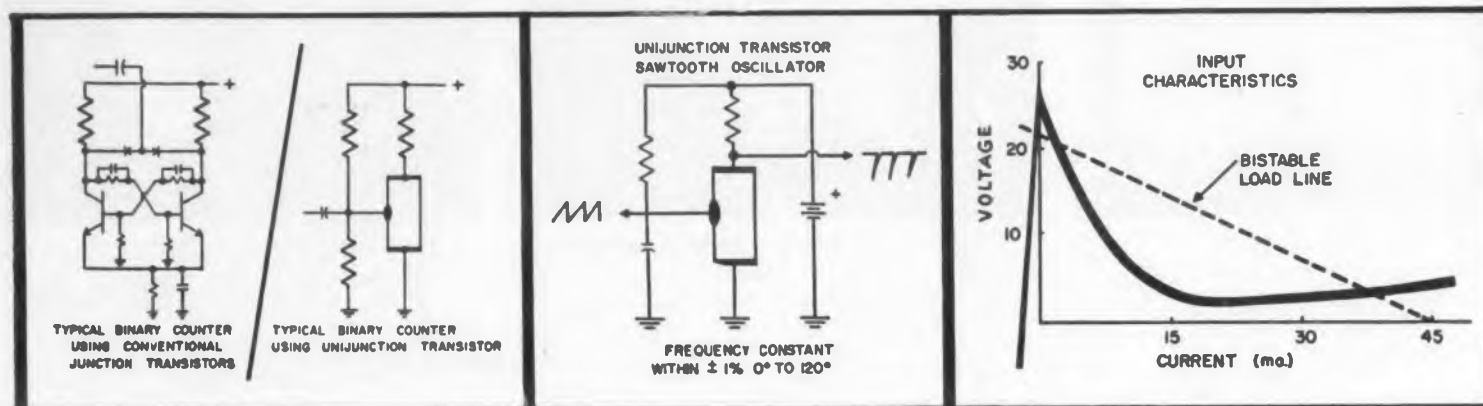 +
TYPICAL BINARY COUNTER
USING CONVENTIONAL
JUNCTION TRANSISTORS
+
TYPICAL BINARY COUNTER
USING UNIJUNCTION TRANSISTOR
UNIJUNCTION TRANSISTOR
SAWTOOTH OSCILLATOR
+
FREQUENCY CONSTANT
WITHIN ± 1% 0° TO 120°
INPUT
CHARACTERISTICS
VOLTAGE
30
20
10
BISTABLE
LOAD LINE
15
30
45
CURRENT (ma.)